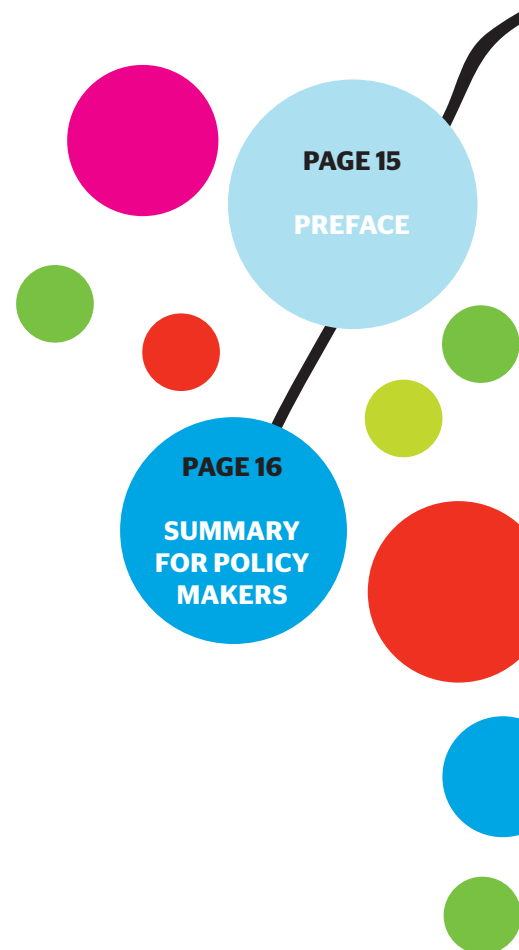 PAGE 15
PREFACE
PAGE 16
SUMMARY
FOR POLICY
MAKERS